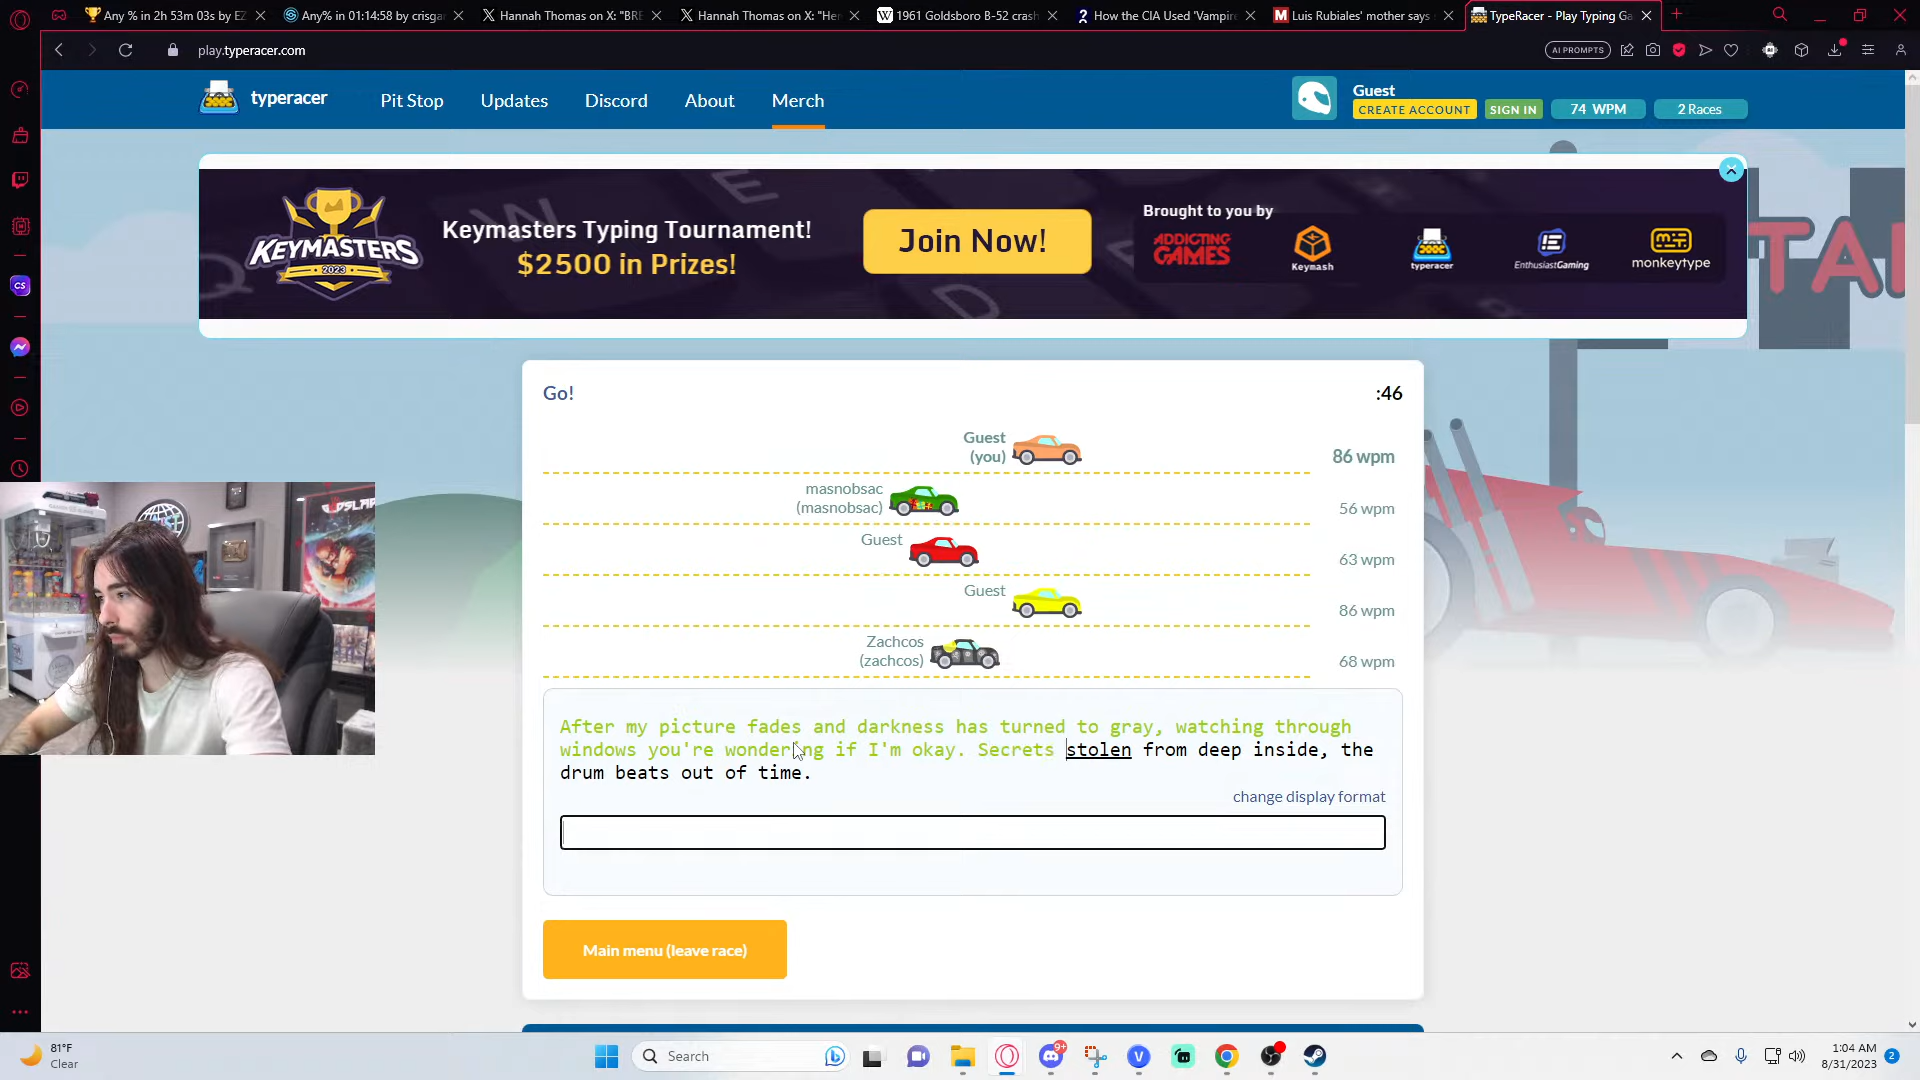 Any % in 2h 53m 03s by EZ
Any% in 01:14:58 by crisga
Hannah Thomas on X: "BRE
Hannah Thomas on X: "Her
1961 Goldsboro B-52 crash
How the CIA Used 'Vampire
Luis Rubiales' mother says
TypeRacer - Play Typing Ga
play.typeracer.com
AI PROMPTS
typeracer
Pit Stop
Updates
Discord
About
Merch
Guest
CREATE ACCOUNT
SIGN IN
74 WPM
2 Races
KEYMASTERS
2023
Keymasters Typing Tournament!
$2500 in Prizes!
Join Now!
Brought to you by
ADDICTING GAMES
Keymash
typeracer
EnthusiastGaming
monkeytype
Go!
:46
Guest
(you)
86 wpm
masnobsac
(masnobsac)
56 wpm
Guest
63 wpm
Guest
86 wpm
Zachcos
(zachcos)
68 wpm
After my picture fades and darkness has turned to gray, watching through
windows you're wondering if I'm okay. Secrets stolen from deep inside, the
drum beats out of time.
change display format
Main menu (leave race)
81°F
Clear
Search
9+
1:04 AM
8/31/2023
2